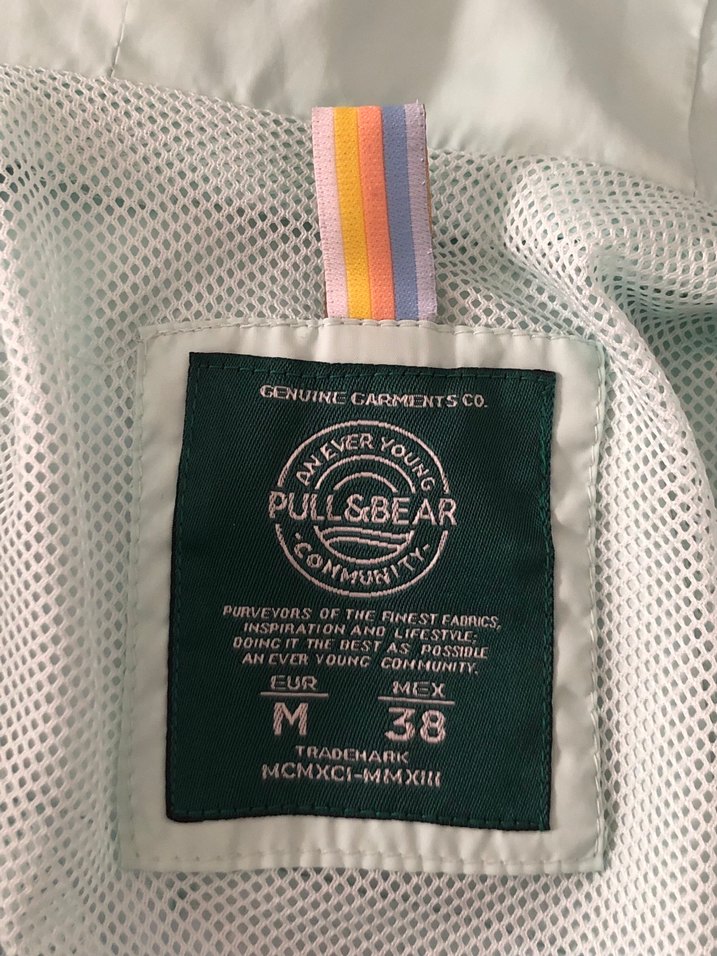 GENUINE GARMENTS CO.
AN EVER YOUNG
PULL&BEAR
-COMMUNITY-
PURVEYORS OF THE FINEST FABRICS,
INSPIRATION AND LIFESTYLE;
DOING IT THE BEST AS POSSIBLE
AN EVER YOUNG COMMUNITY.
EUR MEX
M 38
TRADEMARK
MCMXCI-MMXIII